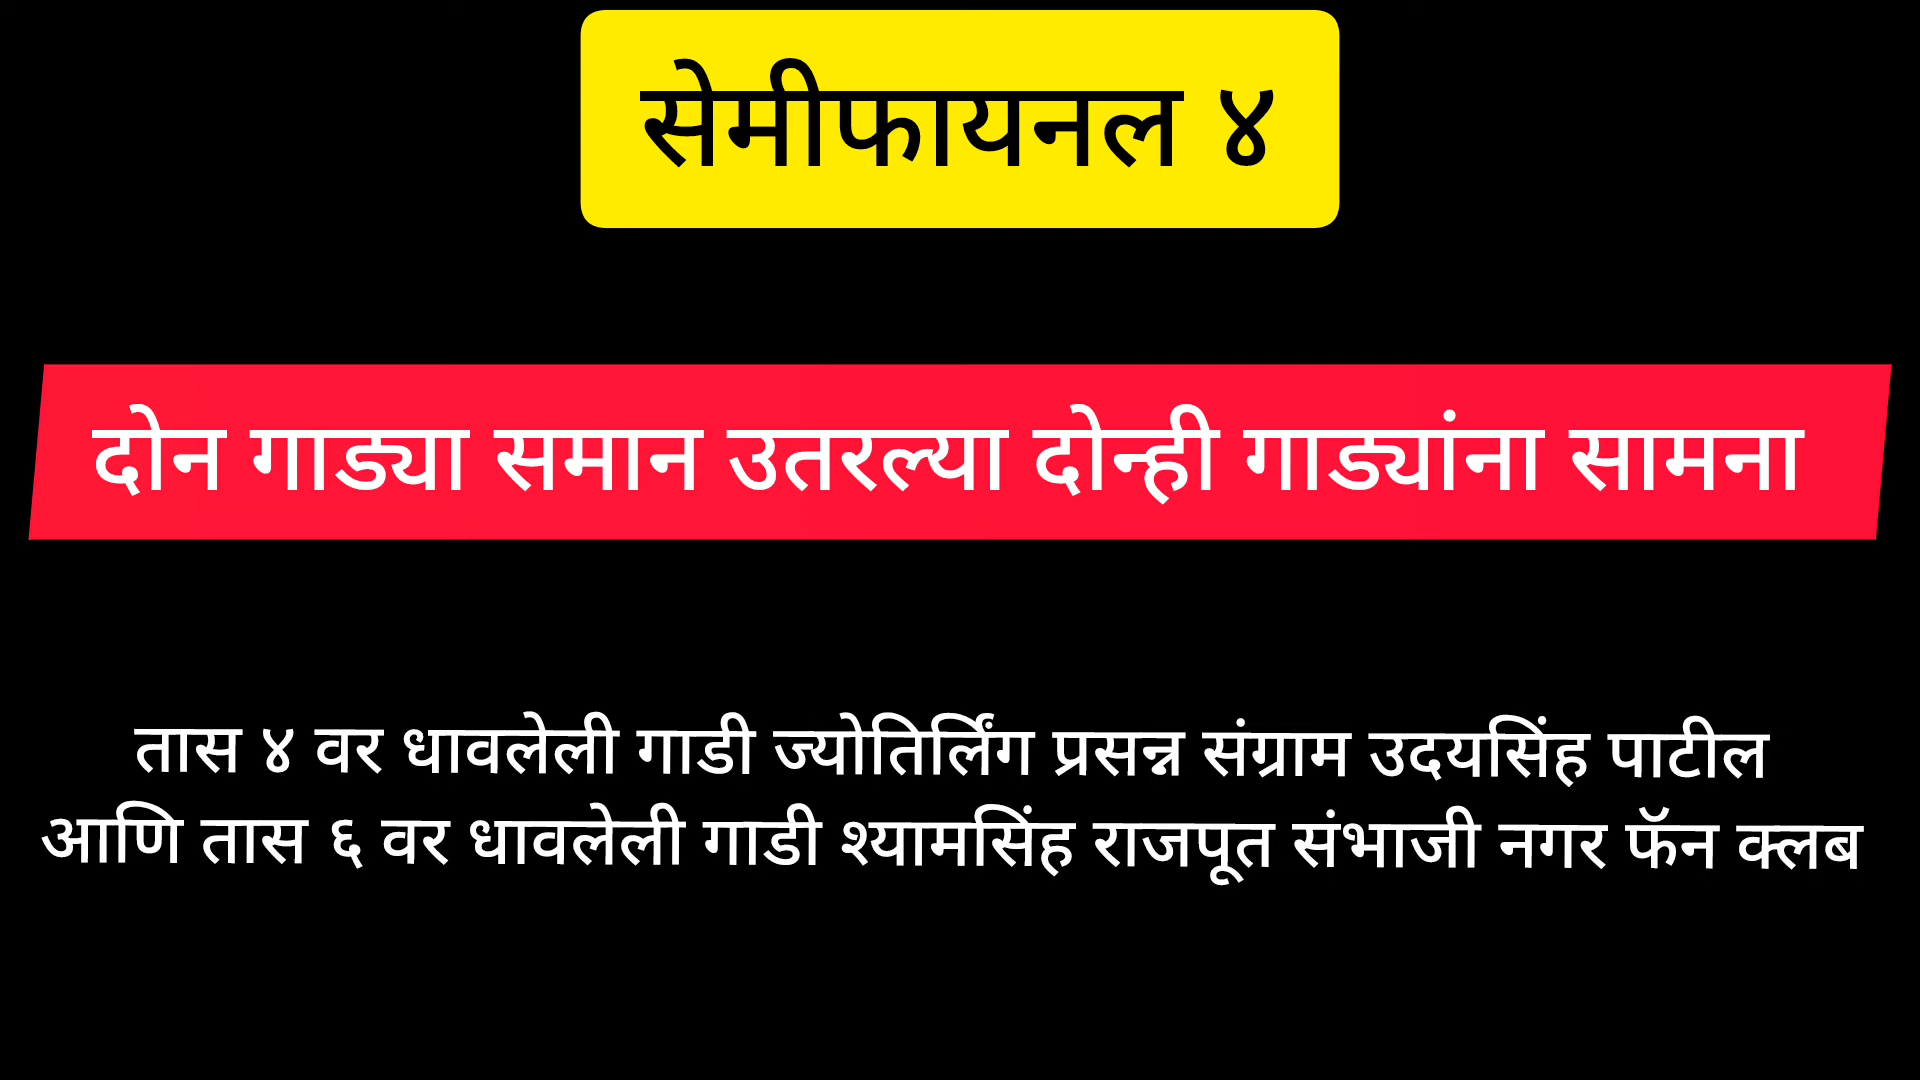 सेमीफायनल ४
दोन गाड्या समान उतरल्या दोन्ही गाड्यांना सामना
तास ४ वर धावलेली गाडी ज्योतिर्लिंग प्रसन्न संग्राम उदयसिंह पाटील
आणि तास ६ वर धावलेली गाडी श्यामसिंह राजपूत संभाजी नगर फॅन क्लब